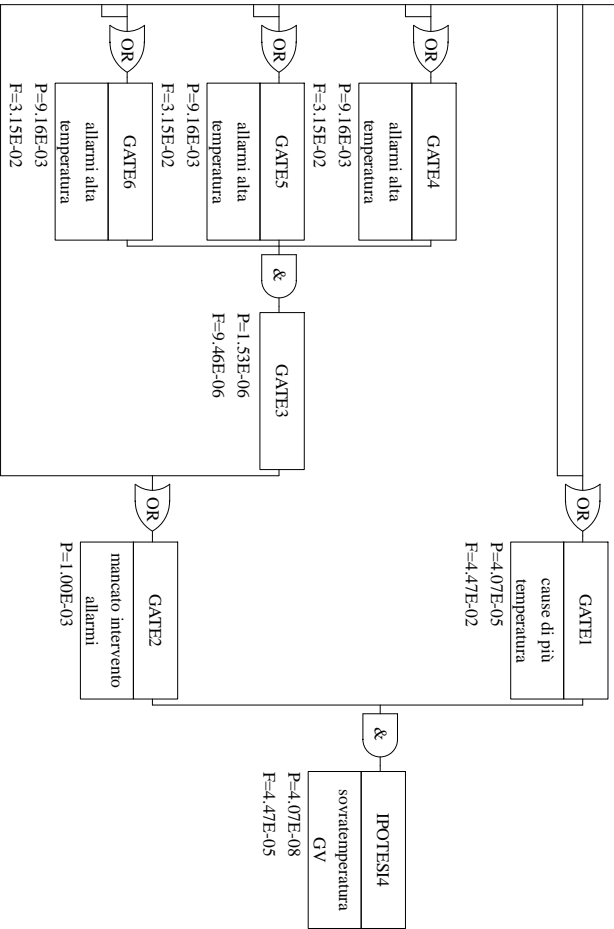 IPOTESI4
sovratemperatura
GV
P=4.07E-08
F=4.47E-05
&
GATE2
mancato intervento
allarmi
P=1.00E-03
OR
GATE1
cause di più
temperatura
P=4.07E-05
F=4.47E-02
OR
GATE3
P=1.53E-06
F=9.46E-06
&
GATE6
allarmi alta
temperatura
P=9.16E-03
F=3.15E-02
OR
GATE5
allarmi alta
temperatura
P=9.16E-03
F=3.15E-02
OR
GATE4
allarmi alta
temperatura
P=9.16E-03
F=3.15E-02
OR